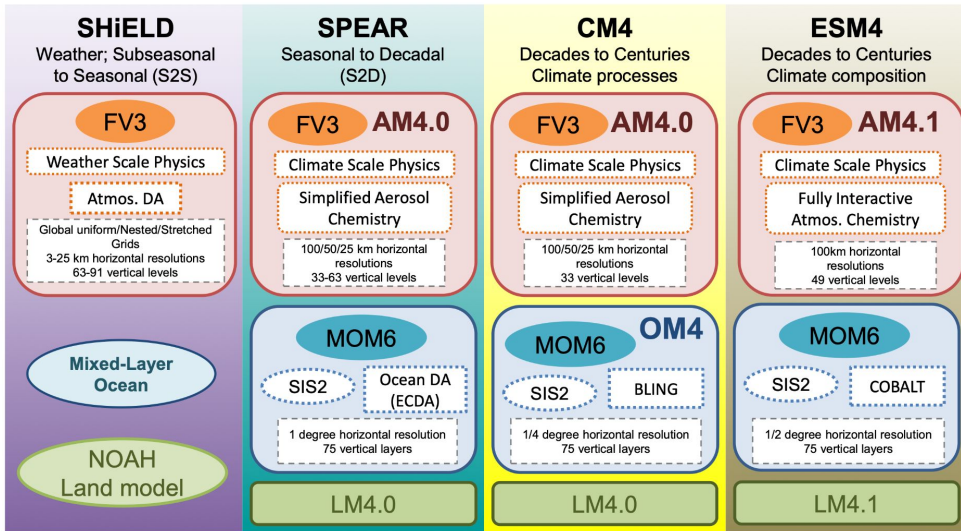 SHiELD
Weather; Subseasonal
to Seasonal (S2S)
FV3
Weather Scale Physics
Atmos. DA
Global uniform/Nested/Stretched
Grids
3-25 km horizontal resolutions
63-91 vertical levels
Mixed-Layer
Ocean
NOAH
Land model
SPEAR
Seasonal to Decadal
(S2D)
FV3
AM4.0
Climate Scale Physics
Simplified Aerosol
Chemistry
100/50/25 km horizontal
resolutions
33-63 vertical levels
MOM6
SIS2
Ocean DA
(ECDA)
1 degree horizontal resolution
75 vertical layers
LM4.0
CM4
Decades to Centuries
Climate processes
FV3
AM4.0
Climate Scale Physics
Simplified Aerosol
Chemistry
100/50/25 km horizontal
resolutions
33 vertical levels
OM4
MOM6
SIS2
BLING
1/4 degree horizontal resolution
75 vertical layers
LM4.0
ESM4
Decades to Centuries
Climate composition
FV3
AM4.1
Climate Scale Physics
Fully Interactive
Atmos. Chemistry
100km horizontal
resolutions
49 vertical levels
MOM6
SIS2
COBALT
1/2 degree horizontal resolution
75 vertical layers
LM4.1